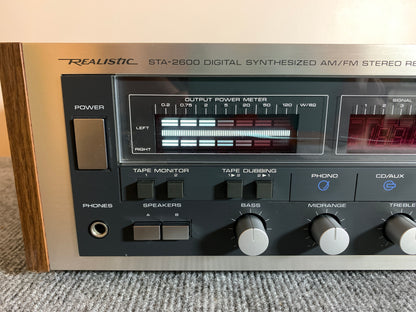 REALISTIC STA-2600 DIGITAL SYNTHESIZED AM/FM STEREO RE
OUTPUT POWER METER
0.2 0.75 2 5 20 50 120 W/8Ω
SIGNAL
POWER
LEFT
RIGHT
TAPE MONITOR
1 2
TAPE DUBBING
1▶2 2▶1
PHONO
CD/AUX
PHONES
SPEAKERS
A B
BASS
MIDRANGE
TREBLE